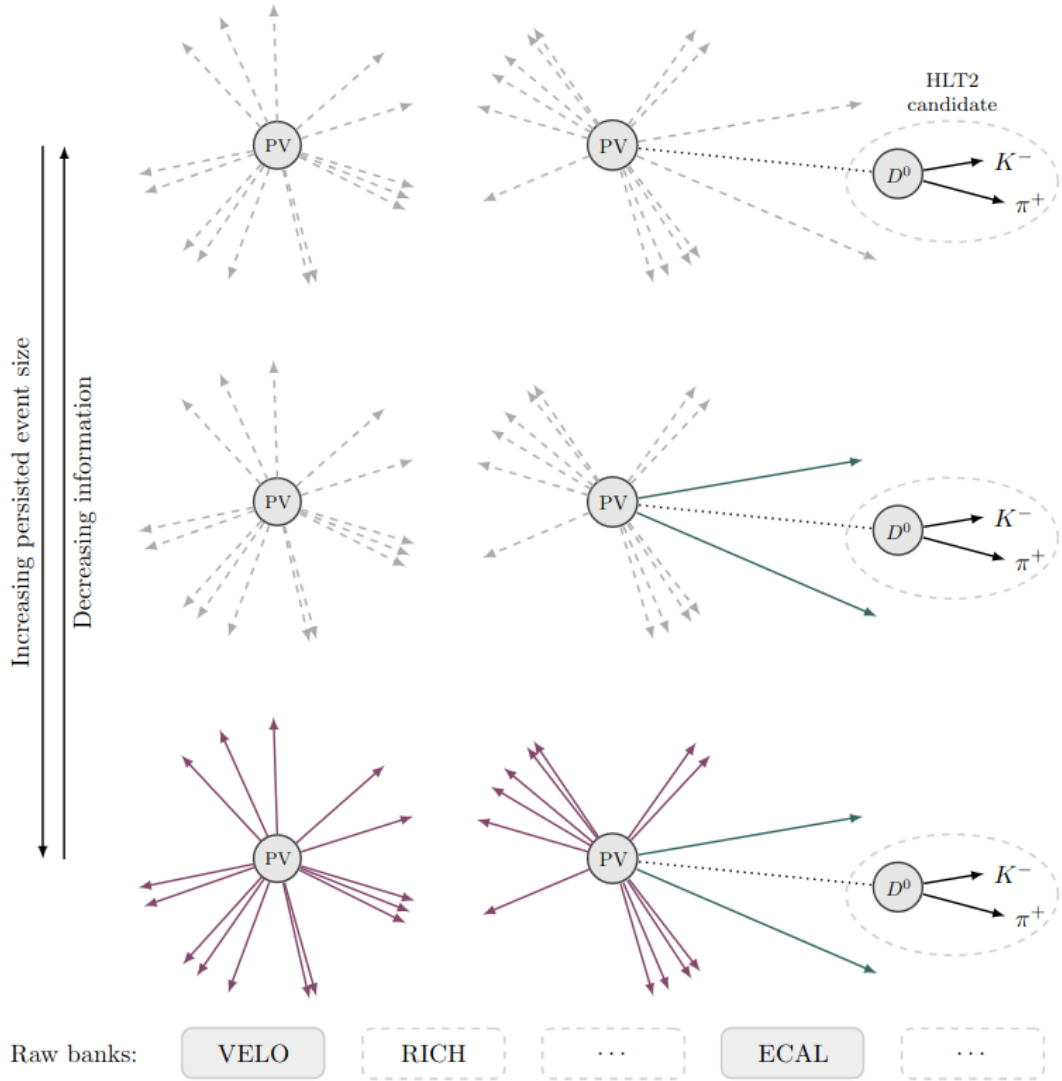 HLT2
candidate
PV
PV
D⁰
K⁻
π⁺
Increasing persisted event size
Decreasing information
PV
PV
D⁰
K⁻
π⁺
PV
PV
D⁰
K⁻
π⁺
Raw banks: VELO RICH ··· ECAL ···